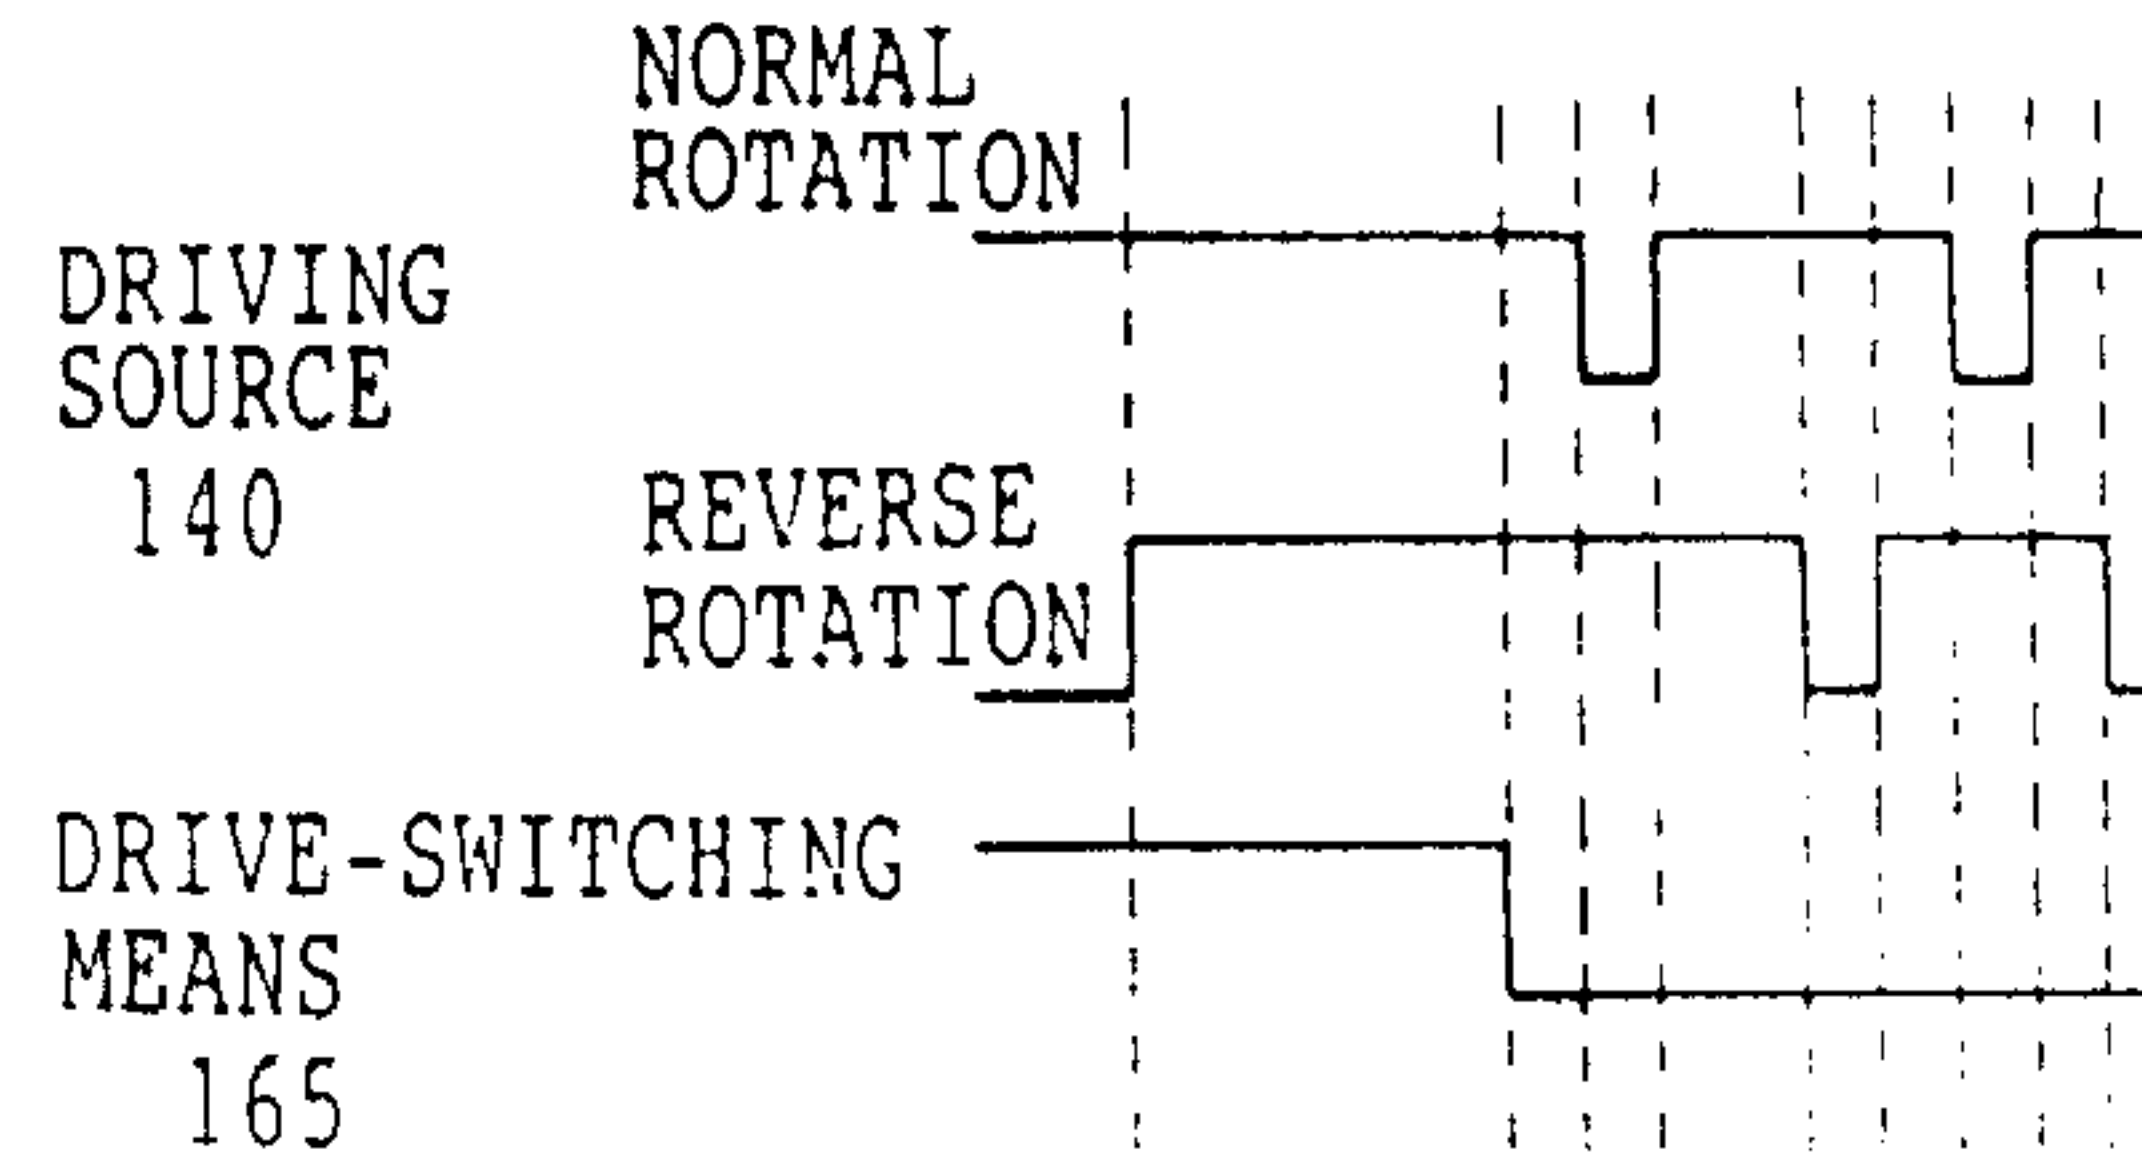 NORMAL
ROTATION
DRIVING
SOURCE
140
REVERSE
ROTATION
DRIVE-SWITCHING
MEANS
165